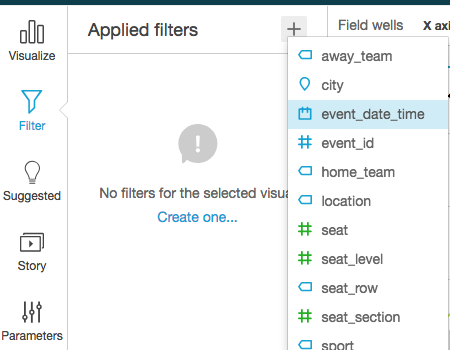 Visualize
Filter
Suggested
Story
Parameters
Applied filters
No filters for the selected visu
Create one...
Field wells X axi
away_team
city
event_date_time
event_id
home_team
location
seat
seat_level
seat_row
seat_section
sport